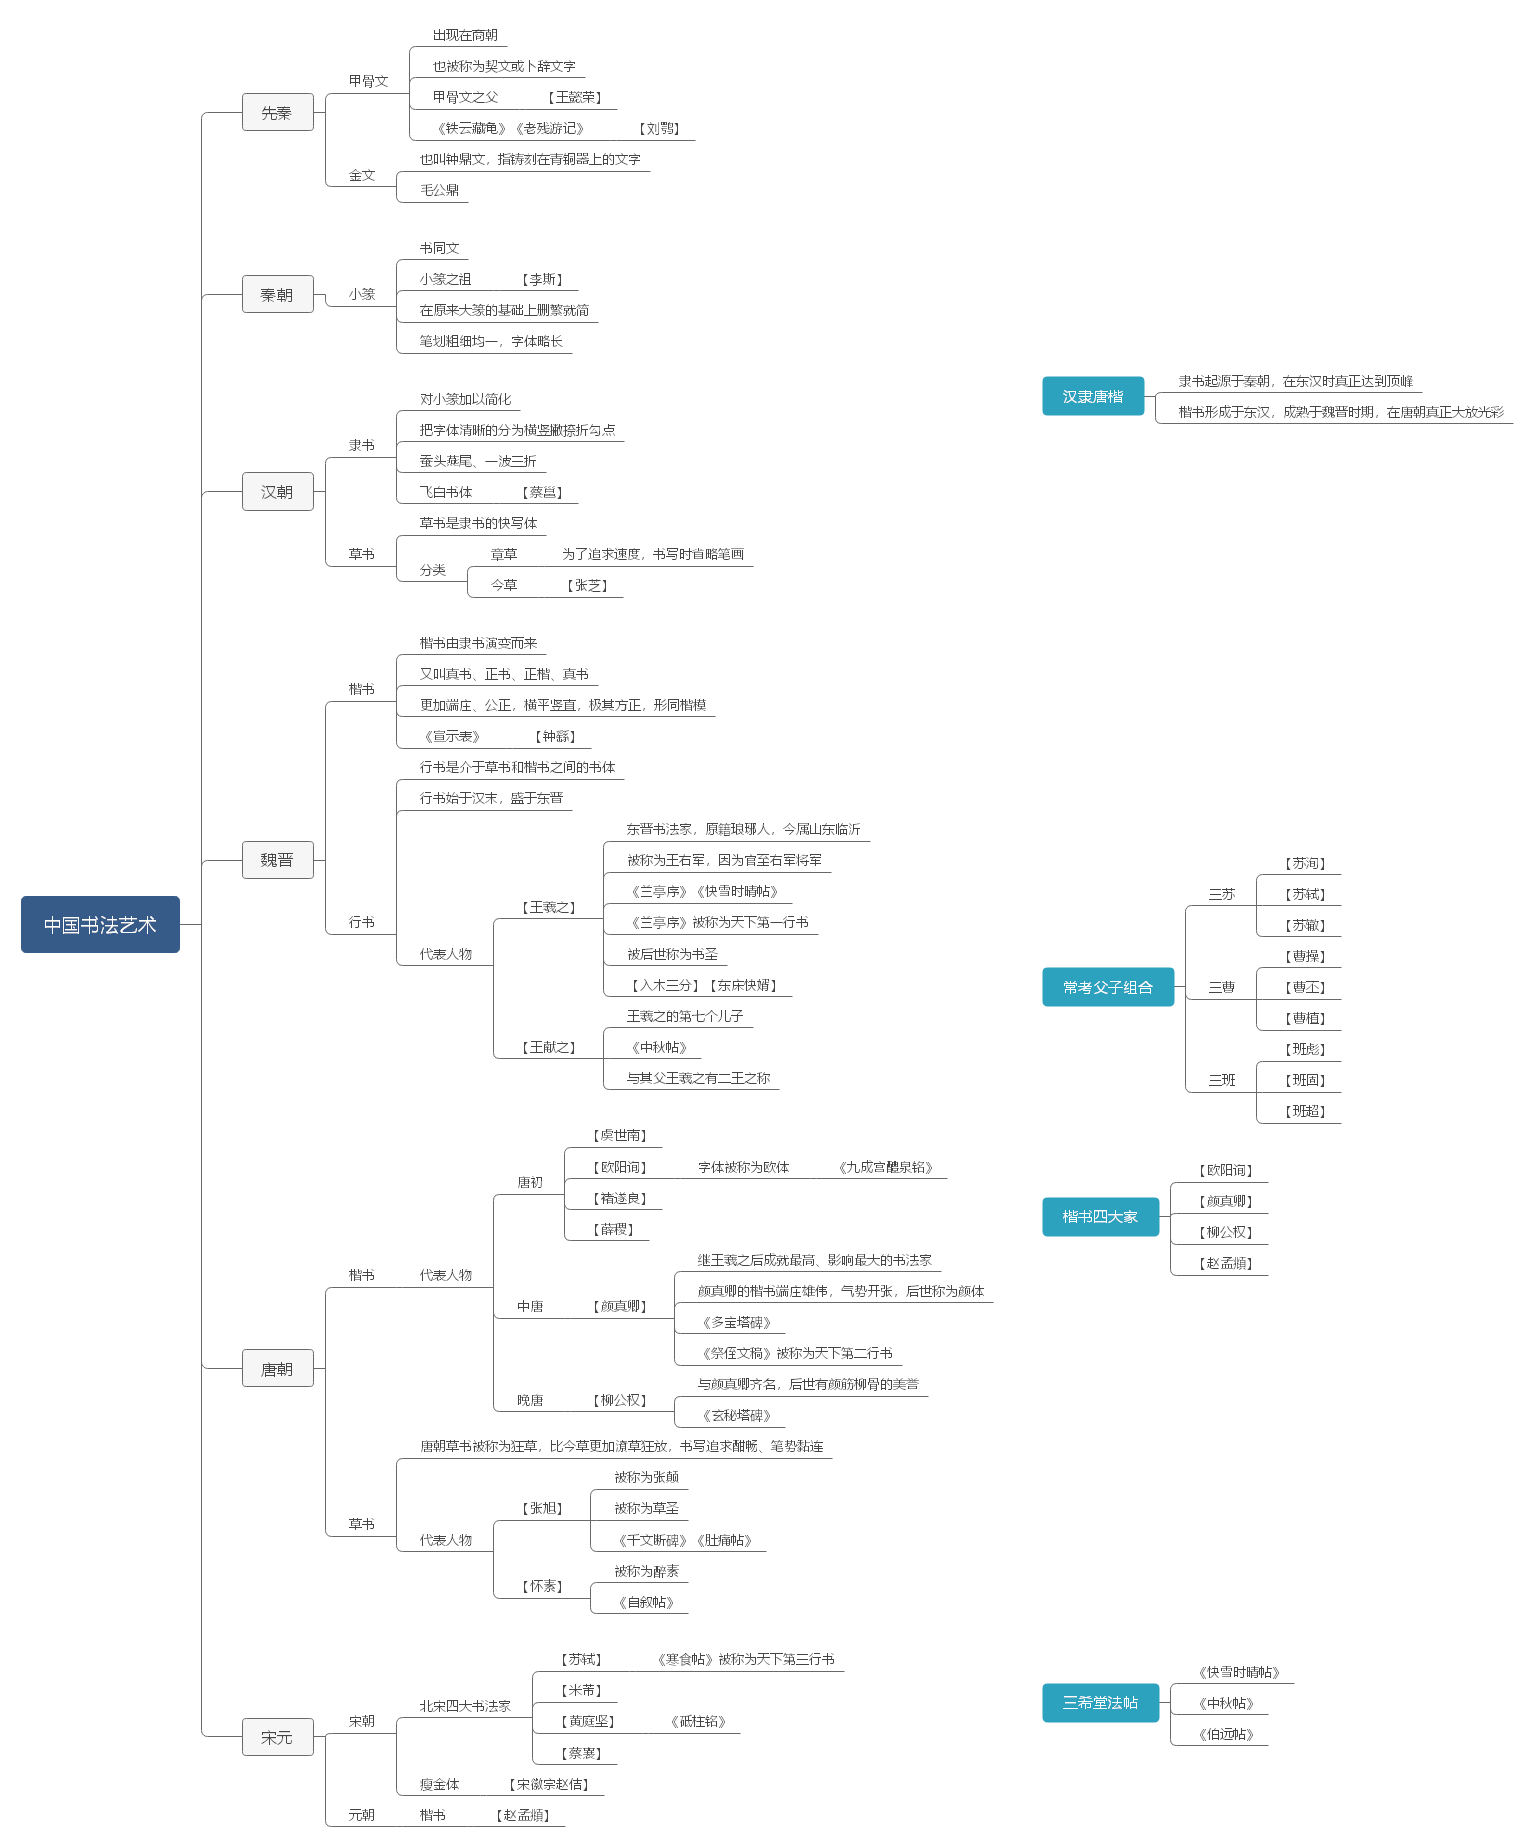 中国书法艺术
先秦
甲骨文
出现在商朝
也被称为契文或卜辞文字
甲骨文之父 【王懿荣】
《铁云藏龟》《老残游记》 【刘鹗】
金文
也叫钟鼎文，指铸刻在青铜器上的文字
毛公鼎
秦朝
小篆
书同文
小篆之祖 【李斯】
在原来大篆的基础上删繁就简
笔划粗细均一，字体略长
汉朝
隶书
对小篆加以简化
把字体清晰的分为横竖撇捺折勾点
蚕头燕尾、一波三折
飞白书体 【蔡邕】
草书
草书是隶书的快写体
分类
章草 为了追求速度，书写时省略笔画
今草 【张芝】
魏晋
楷书
楷书由隶书演变而来
又叫真书、正书、正楷、真书
更加端庄、公正，横平竖直，极其方正，形同楷模
《宣示表》 【钟繇】
行书
行书是介于草书和楷书之间的书体
行书始于汉末，盛于东晋
代表人物
【王羲之】
东晋书法家，原籍琅琊人，今属山东临沂
被称为王右军，因为官至右军将军
《兰亭序》《快雪时晴帖》
《兰亭序》被称为天下第一行书
被后世称为书圣
【入木三分】【东床快婿】
【王献之】
王羲之的第七个儿子
《中秋帖》
与其父王羲之有二王之称
唐朝
楷书
代表人物
唐初
【虞世南】
【欧阳询】 字体被称为欧体 《九成宫醴泉铭》
【褚遂良】
【薛稷】
中唐
【颜真卿】
继王羲之后成就最高、影响最大的书法家
颜真卿的楷书端庄雄伟，气势开张，后世称为颜体
《多宝塔碑》
《祭侄文稿》被称为天下第二行书
晚唐
【柳公权】
与颜真卿齐名，后世有颜筋柳骨的美誉
《玄秘塔碑》
草书
唐朝草书被称为狂草，比今草更加潦草狂放，书写追求酣畅、笔势黏连
代表人物
【张旭】
被称为张颠
被称为草圣
《千文断碑》《肚痛帖》
【怀素】
被称为醉素
《自叙帖》
宋元
宋朝
北宋四大书法家
【苏轼】 《寒食帖》被称为天下第三行书
【米芾】
【黄庭坚】 《砥柱铭》
【蔡襄】
瘦金体 【宋徽宗赵佶】
元朝 楷书 【赵孟頫】
汉隶唐楷
隶书起源于秦朝，在东汉时真正达到顶峰
楷书形成于东汉，成熟于魏晋时期，在唐朝真正大放光彩
常考父子组合
三苏
【苏洵】
【苏轼】
【苏辙】
三曹
【曹操】
【曹丕】
【曹植】
三班
【班彪】
【班固】
【班超】
楷书四大家
【欧阳询】
【颜真卿】
【柳公权】
【赵孟頫】
三希堂法帖
《快雪时晴帖》
《中秋帖》
《伯远帖》